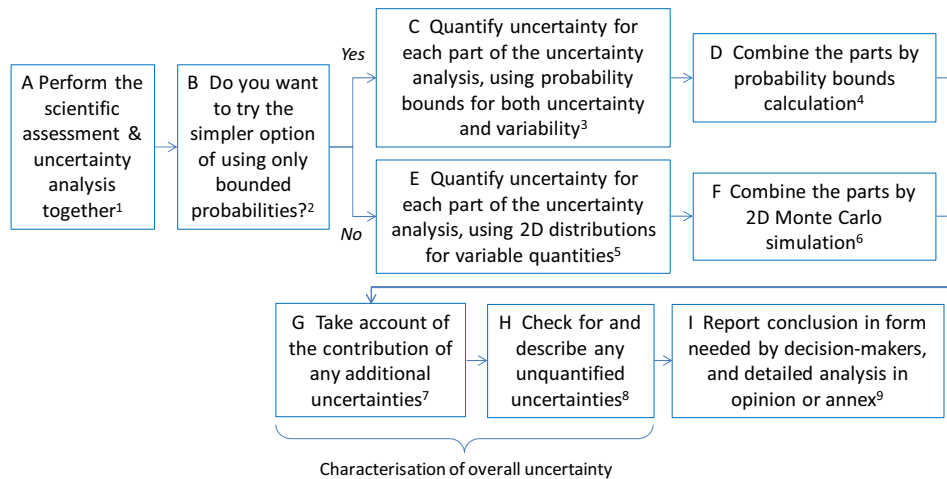 A Perform the
scientific
assessment &
uncertainty
analysis
together¹
B Do you want
to try the
simpler option
of using only
bounded
probabilities?²
Yes
No
C Quantify uncertainty for
each part of the uncertainty
analysis, using probability
bounds for both uncertainty
and variability³
D Combine the parts by
probability bounds
calculation⁴
E Quantify uncertainty for
each part of the uncertainty
analysis, using 2D distributions
for variable quantities⁵
F Combine the parts by
2D Monte Carlo
simulation⁶
G Take account of
the contribution of
any additional
uncertainties⁷
H Check for and
describe any
unquantified
uncertainties⁸
I Report conclusion in form
needed by decision-makers,
and detailed analysis in
opinion or annex⁹
Characterisation of overall uncertainty